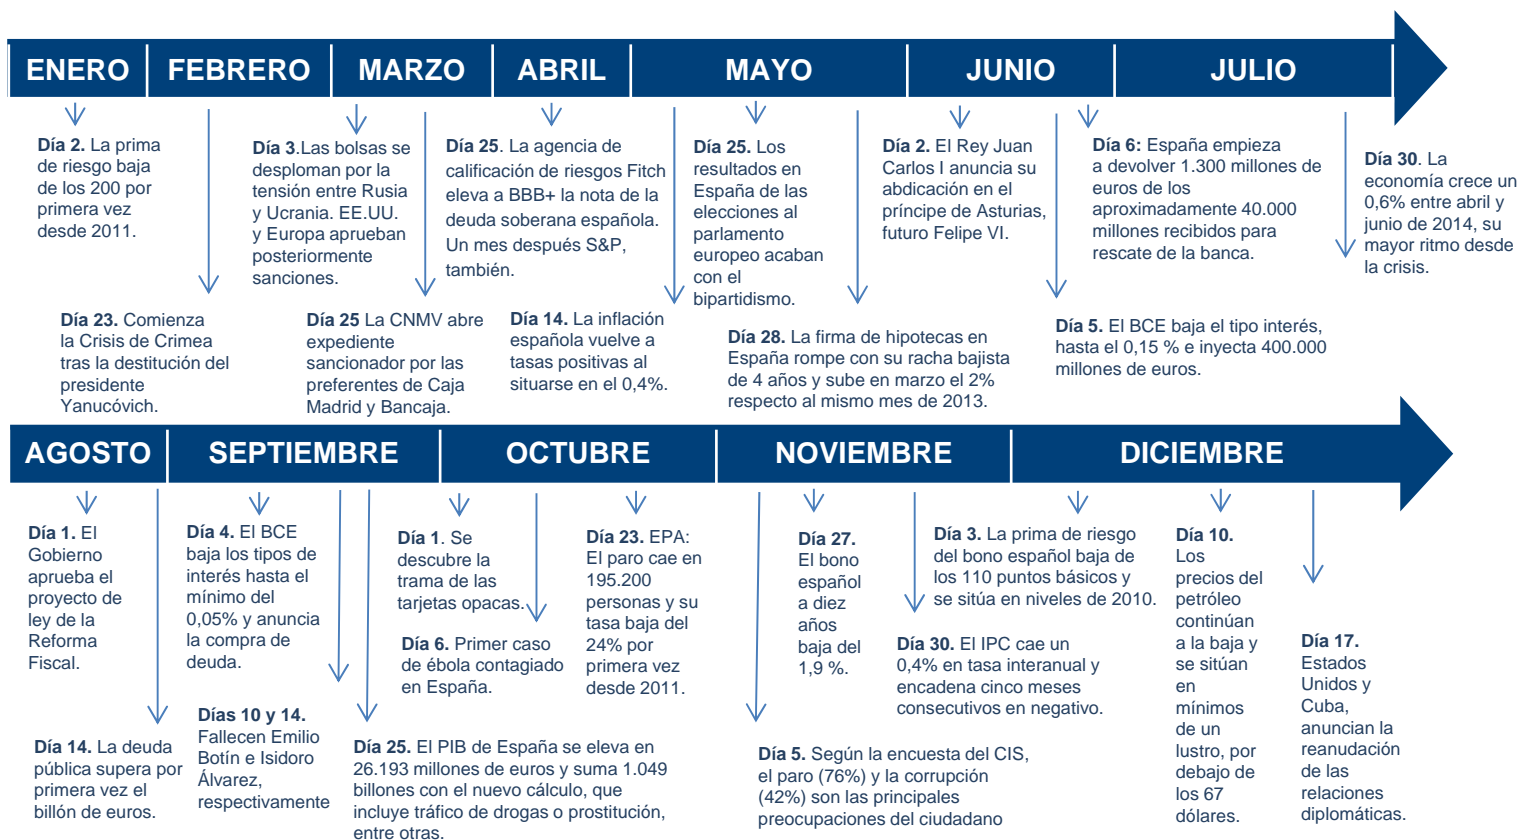 ENERO
FEBRERO
MARZO
ABRIL
MAYO
JUNIO
JULIO
Día 2. La prima
de riesgo baja
de los 200 por
primera vez
desde 2011.
Día 23. Comienza
la Crisis de Crimea
tras la destitución del
presidente
Yanucóvich.
Día 3.Las bolsas se
desploman por la
tensión entre Rusia
y Ucrania. EE.UU.
y Europa aprueban
posteriormente
sanciones.
Día 25 La CNMV abre
expediente
sancionador por las
preferentes de Caja
Madrid y Bancaja.
Día 25. La agencia de
calificación de riesgos Fitch
eleva a BBB+ la nota de la
deuda soberana española.
Un mes después S&P,
también.
Día 14. La inflación
española vuelve a
tasas positivas al
situarse en el 0,4%.
Día 25. Los
resultados en
España de las
elecciones al
parlamento
europeo acaban
con el
bipartidismo.
Día 28. La firma de hipotecas en
España rompe con su racha bajista
de 4 años y sube en marzo el 2%
respecto al mismo mes de 2013.
Día 2. El Rey Juan
Carlos I anuncia su
abdicación en el
príncipe de Asturias,
futuro Felipe VI.
Día 5. El BCE baja el tipo interés,
hasta el 0,15 % e inyecta 400.000
millones de euros.
Día 6: España empieza
a devolver 1.300 millones de
euros de los
aproximadamente 40.000
millones recibidos para
rescate de la banca.
Día 30. La
economía crece un
0,6% entre abril y
junio de 2014, su
mayor ritmo desde
la crisis.
AGOSTO
SEPTIEMBRE
OCTUBRE
NOVIEMBRE
DICIEMBRE
Día 1. El
Gobierno
aprueba el
proyecto de
ley de la
Reforma
Fiscal.
Día 14. La deuda
pública supera por
primera vez el
billón de euros.
Día 4. El BCE
baja los tipos de
interés hasta el
mínimo del
0,05% y anuncia
la compra de
deuda.
Días 10 y 14.
Fallecen Emilio
Botín e Isidoro
Álvarez,
respectivamente
Día 25. El PIB de España se eleva en
26.193 millones de euros y suma 1.049
billones con el nuevo cálculo, que
incluye tráfico de drogas o prostitución,
entre otras.
Día 1. Se
descubre la
trama de las
tarjetas opacas.
Día 6. Primer caso
de ébola contagiado
en España.
Día 23. EPA:
El paro cae en
195.200
personas y su
tasa baja del
24% por
primera vez
desde 2011.
Día 5. Según la encuesta del CIS,
el paro (76%) y la corrupción
(42%) son las principales
preocupaciones del ciudadano
Día 27.
El bono
español
a diez
años
baja del
1,9 %.
Día 30. El IPC cae un
0,4% en tasa interanual y
encadena cinco meses
consecutivos en negativo.
Día 3. La prima de riesgo
del bono español baja de
los 110 puntos básicos y
se sitúa en niveles de 2010.
Día 10.
Los
precios del
petróleo
continúan
a la baja y
se sitúan
en
mínimos
de un
lustro, por
debajo de
los 67
dólares.
Día 17.
Estados
Unidos y
Cuba,
anuncian la
reanudación
de las
relaciones
diplomáticas.